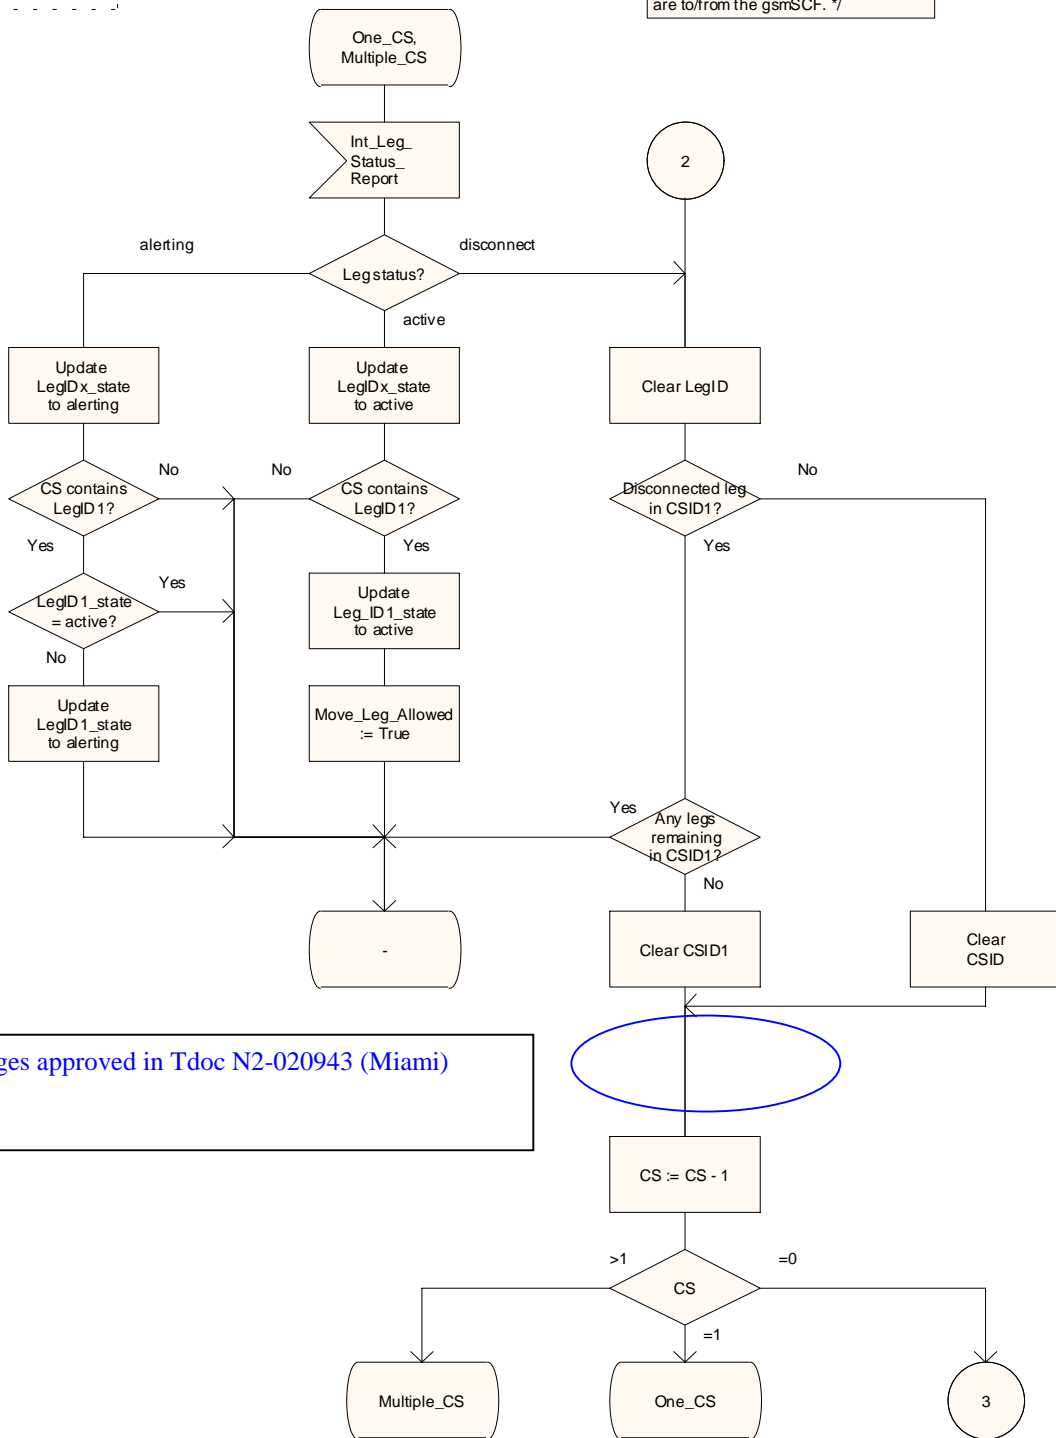 are to/from the gsmSCF. */
One_CS,
Multiple_CS
Int_Leg_
Status_
Report
2
alerting
disconnect
Leg status?
active
Update
LegIDx_state
to alerting
Update
LegIDx_state
to active
Clear LegID
No
No
No
CS contains
LegID1?
CS contains
LegID1?
Disconnected leg
in CSID1?
Yes
Yes
Yes
LegID1_state
= active?
Yes
Update
Leg_ID1_state
to active
No
Update
LegID1_state
to alerting
Move_Leg_Allowed
:= True
Yes
Any legs
remaining
in CSID1?
No
-
Clear CSID1
Clear
CSID
ges approved in Tdoc N2-020943 (Miami)
CS := CS - 1
>1
=0
CS
=1
Multiple_CS
One_CS
3